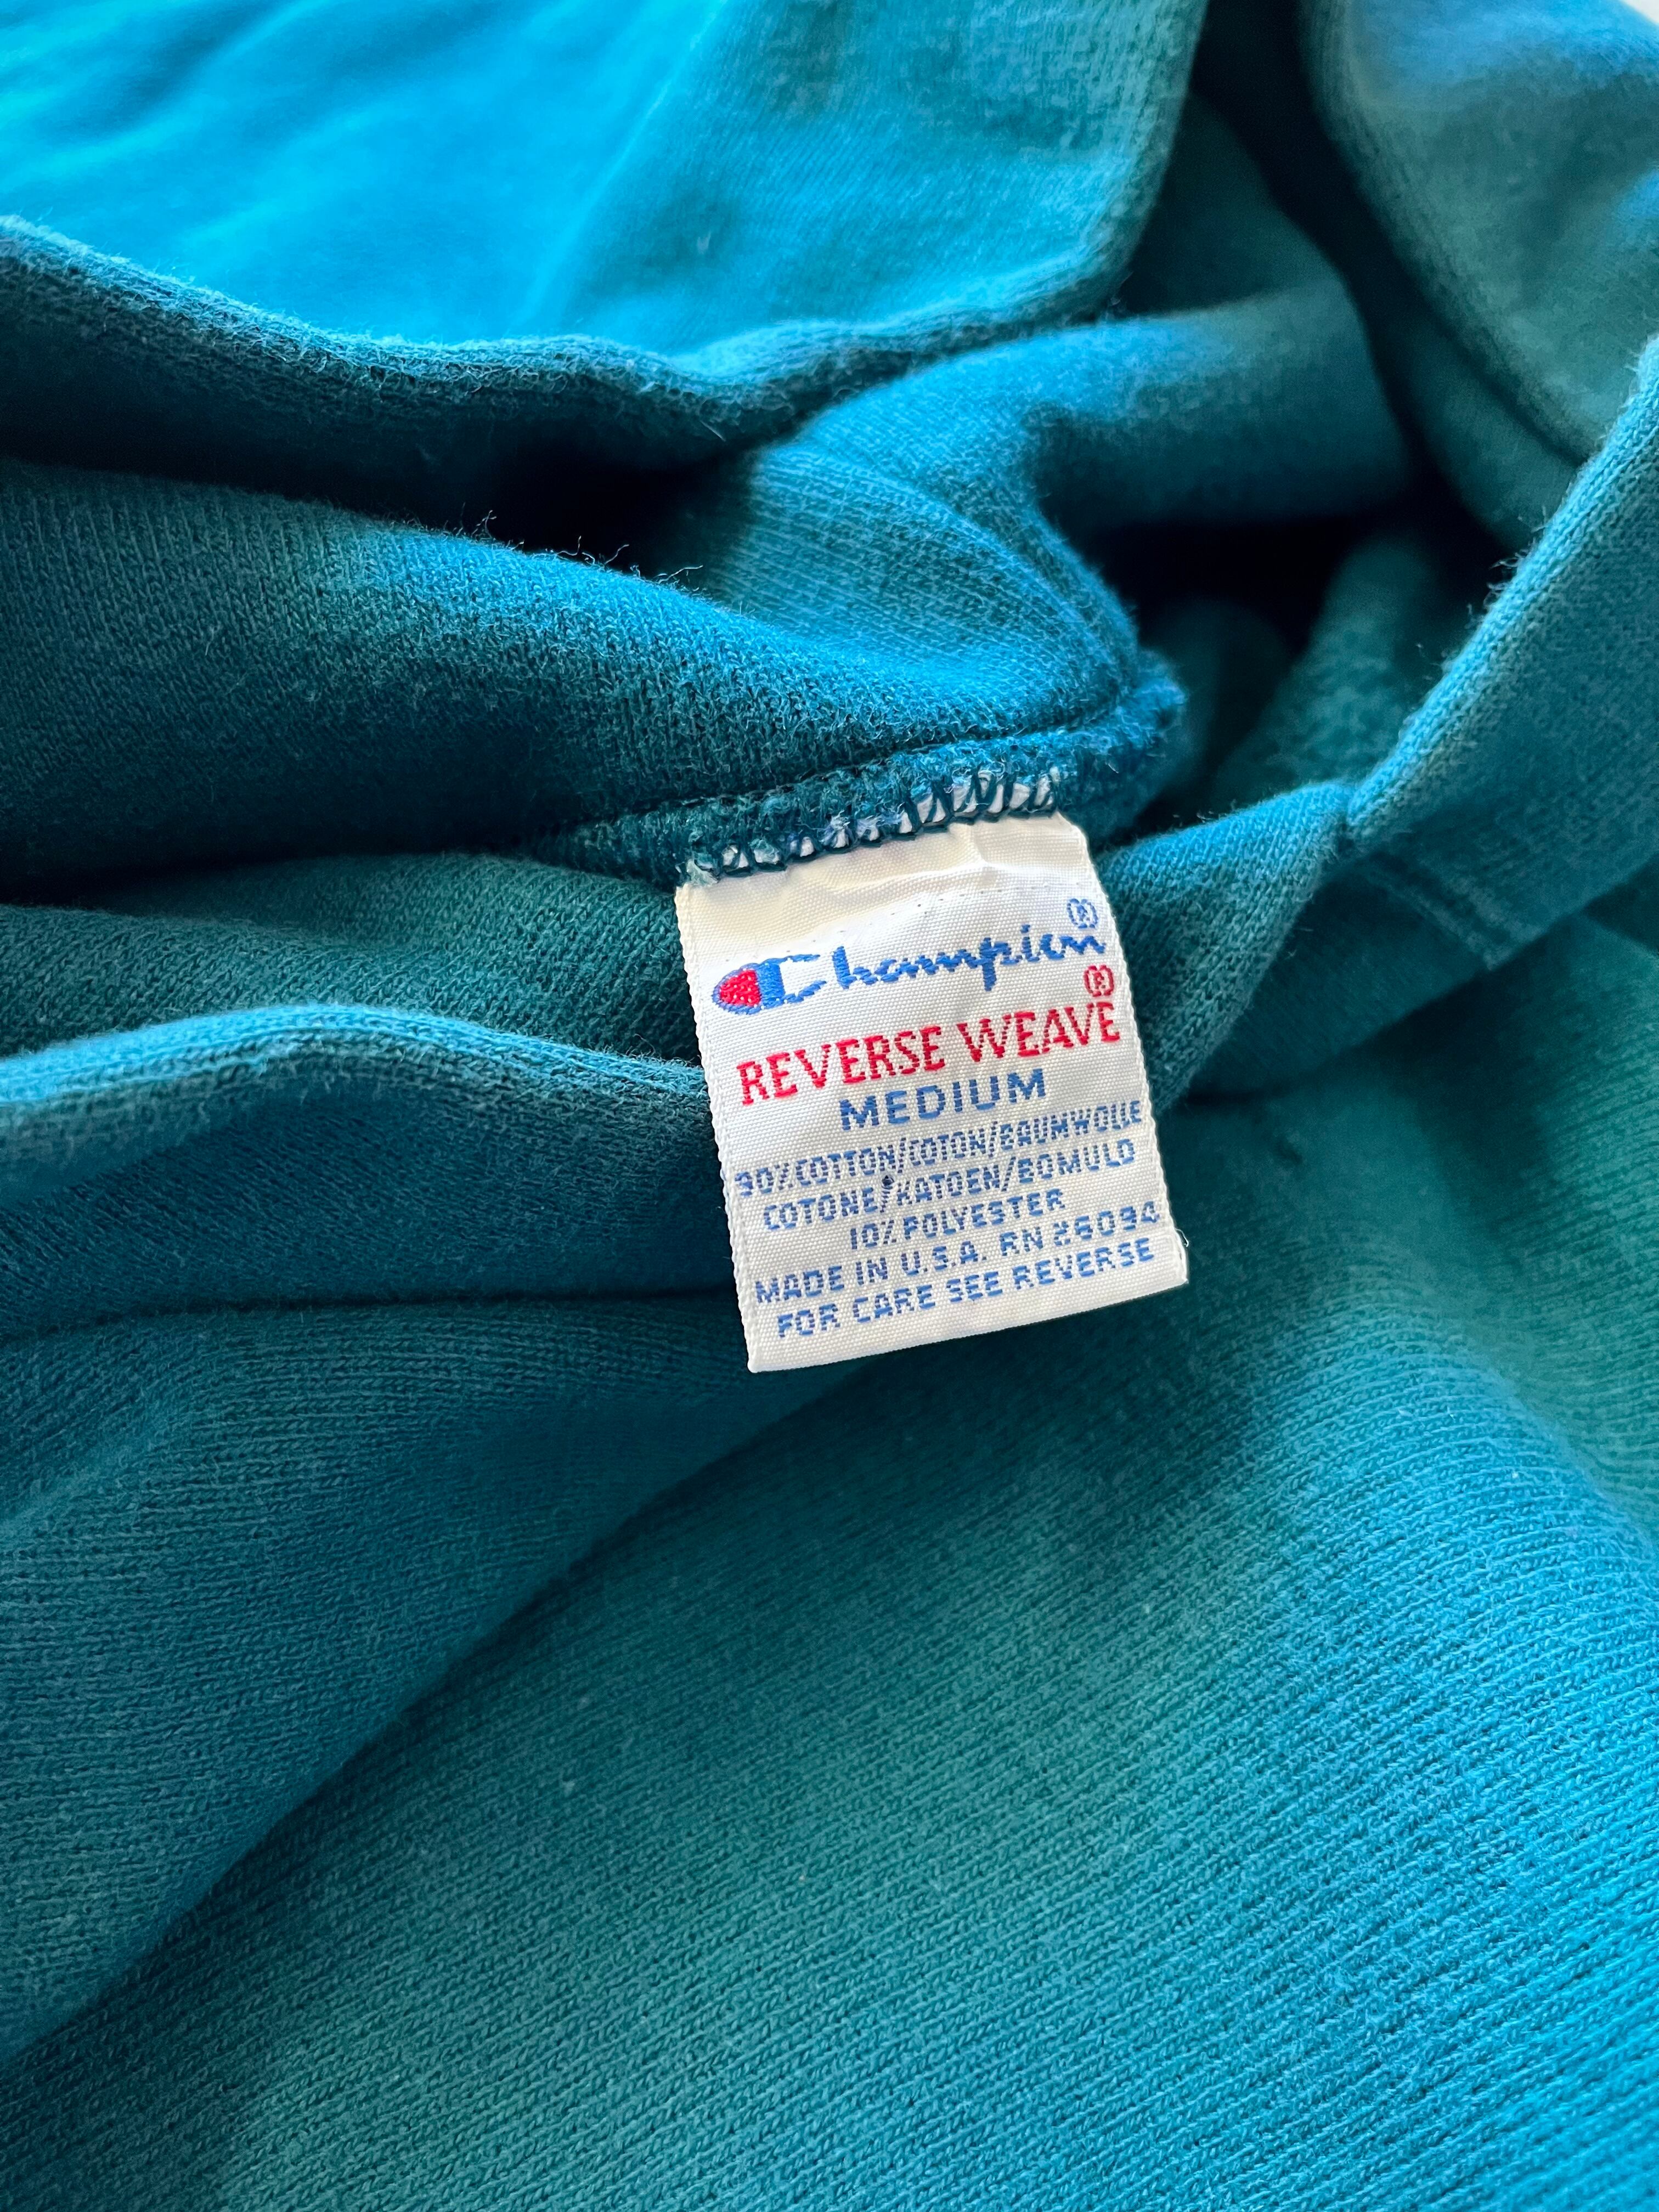 Champion®
REVERSE WEAVE®
MEDIUM
90% COTTON/COTON/BAUMWOLLE
COTONE/KATOEN/BOMULD
10% POLYESTER
MADE IN U.S.A. RN 26094
FOR CARE SEE REVERSE